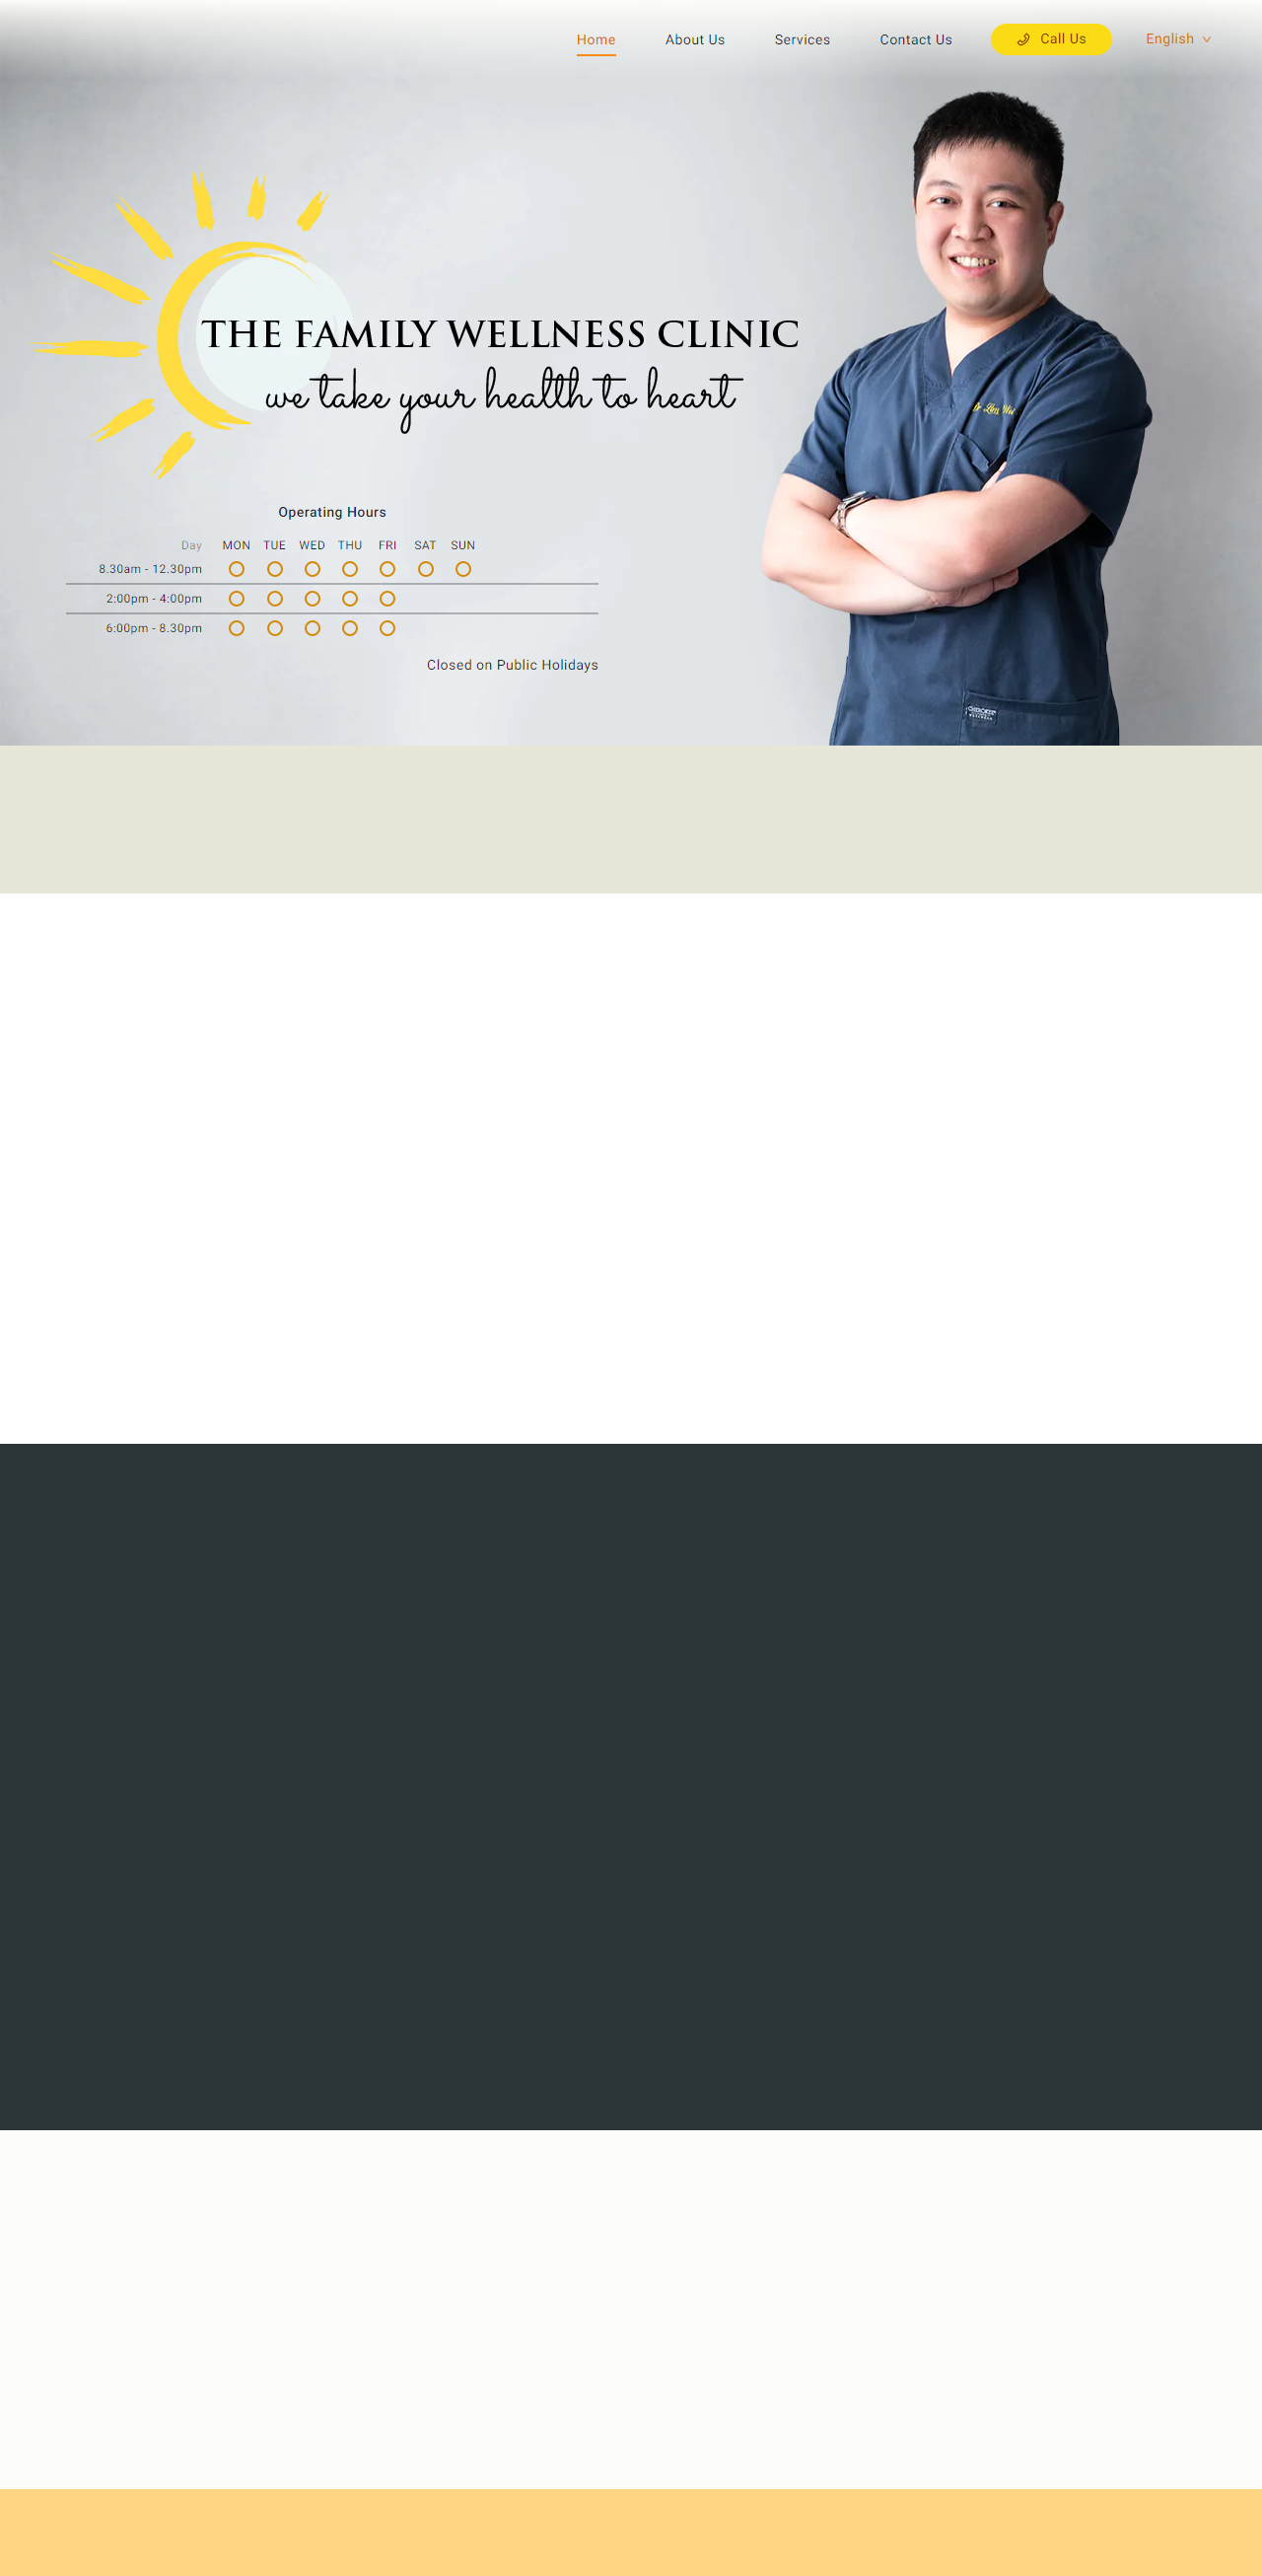 Home About Us Services Contact Us Call Us English
THE FAMILY WELLNESS CLINIC
we take your health to heart
Operating Hours
Day MON TUE WED THU FRI SAT SUN
8.30am - 12.30pm
2:00pm - 4:00pm
6:00pm - 8.30pm
Closed on Public Holidays